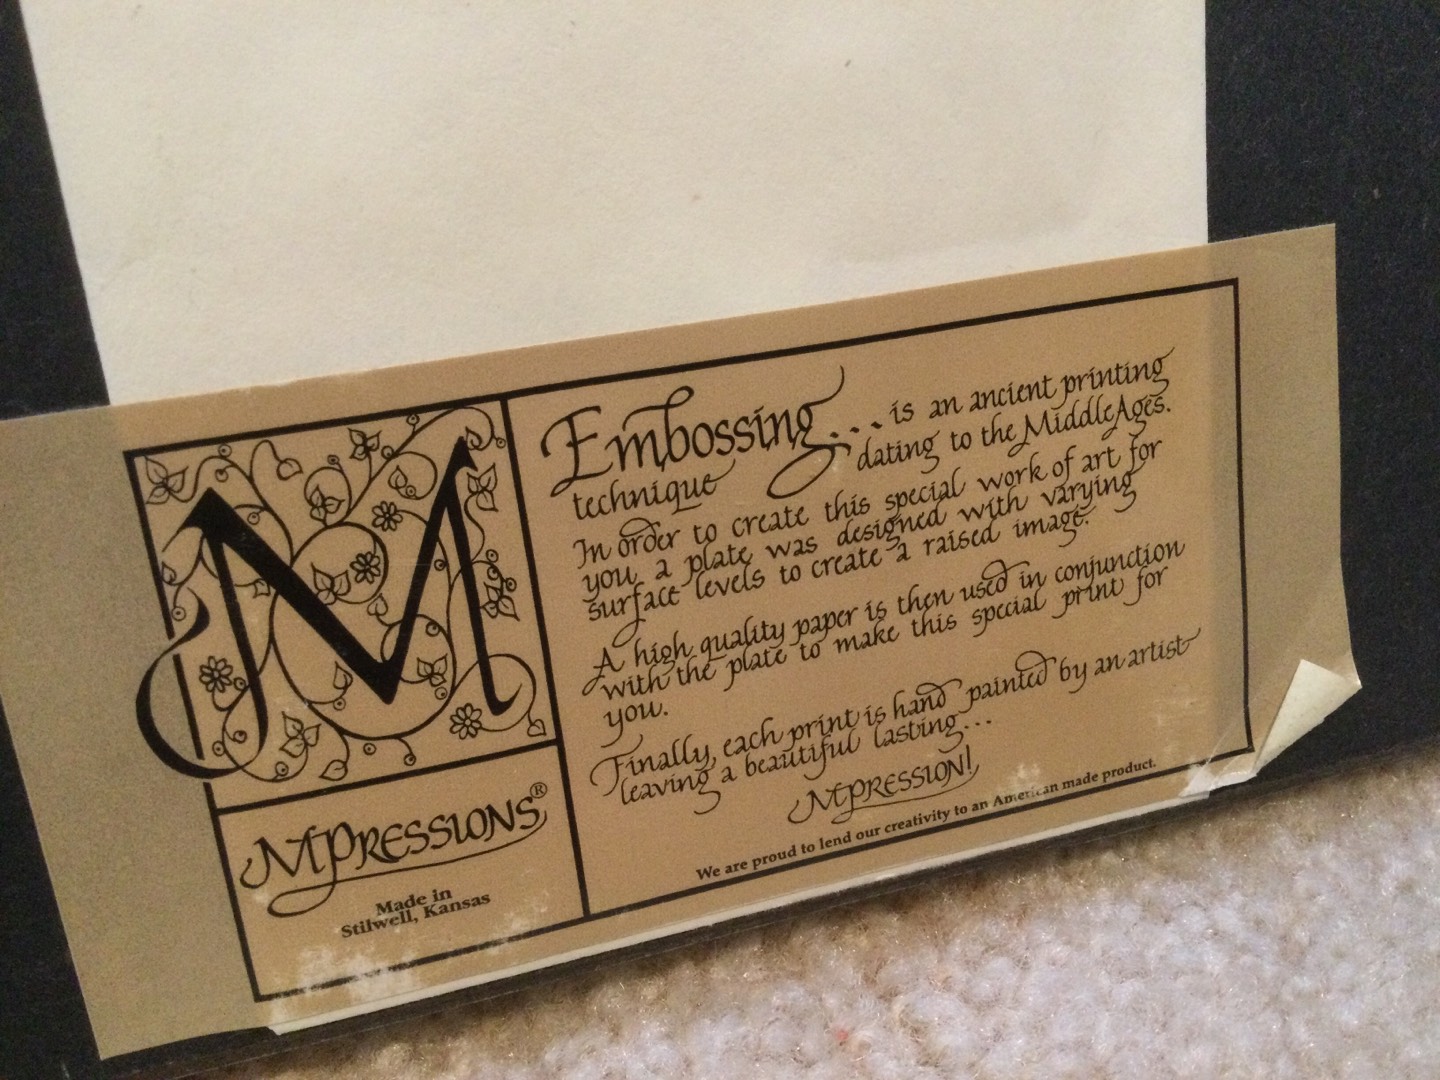 M
MPRESSIONS®
Made in
Stilwell, Kansas
Embossing... is an ancient printing
technique dating to the Middle Ages.
In order to create this special work of art for
you, a plate was designed with varying
surface levels to create a raised image.
A high quality paper is then used in conjunction
with the plate to make this special print for
you.
Finally, each print is hand painted by an artist
leaving a beautiful lasting...
MPRESSION!
We are proud to lend our creativity to an American made product.